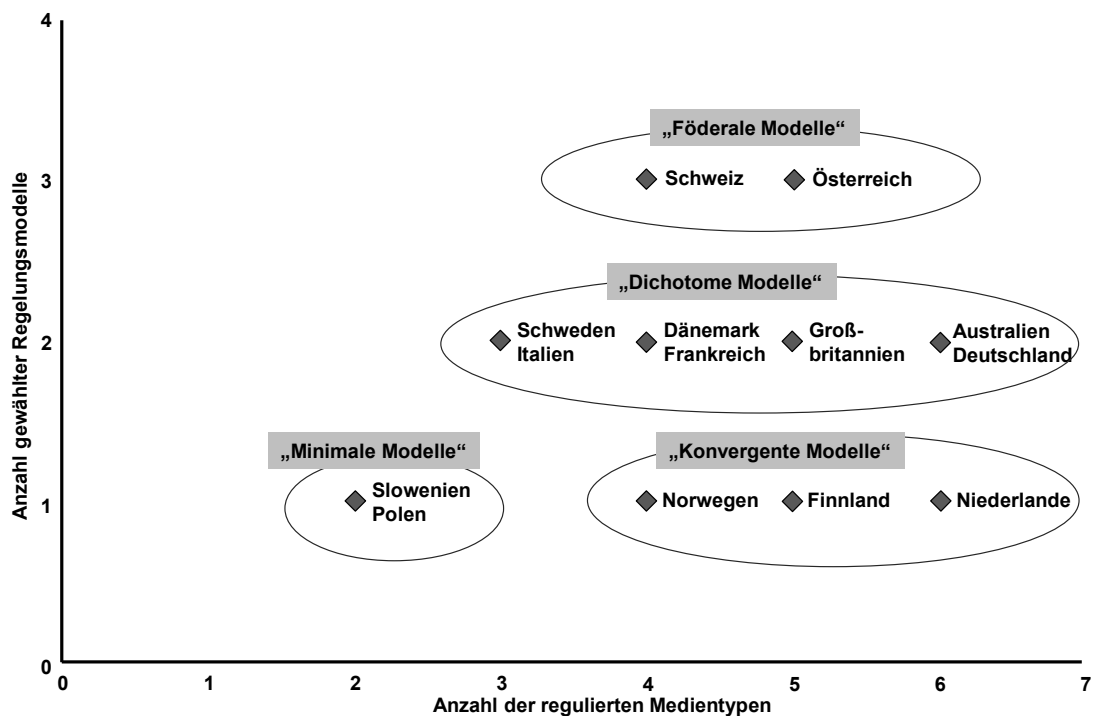 4
„Föderale Modelle“
3
Schweiz
Österreich
„Dichotome Modelle“
2
Schweden
Italien
Dänemark
Frankreich
Groß-
britannien
Australien
Deutschland
„Minimale Modelle“
„Konvergente Modelle“
1
Slowenien
Polen
Norwegen
Finnland
Niederlande
0
0 1 2 3 4 5 6 7
Anzahl der regulierten Medientypen
Anzahl gewählter Regelungsmodelle